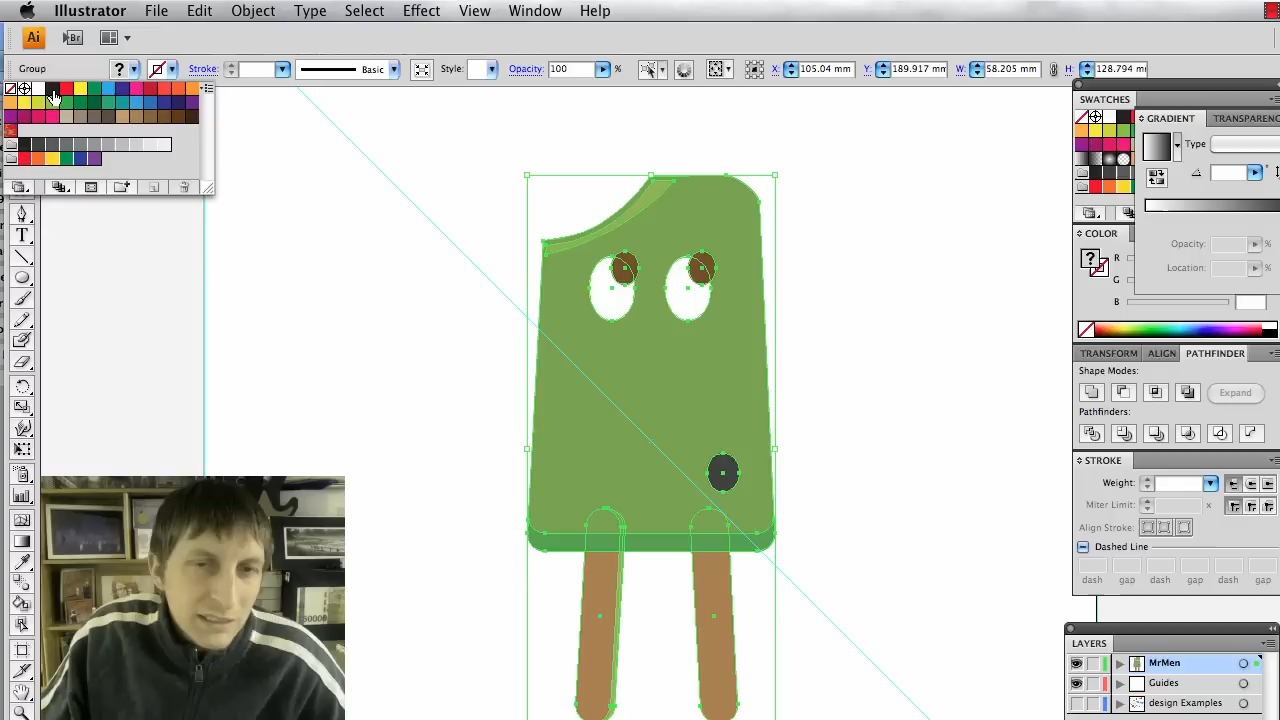 Illustrator File Edit Object Type Select Effect View Window Help
Ai Br
Group ? Stroke: Basic Style: Opacity: 100 X: 105.04 mm Y: 189.917 mm W: 58.205 mm H: 128.794 mm
SWATCHES
GRADIENT TRANSPARENC
Type
Opacity: %
Location: %
COLOR
?
R
G
B
TRANSFORM ALIGN PATHFINDER
Shape Modes:
Expand
Pathfinders:
STROKE
Weight:
Miter Limit: x
Align Stroke:
Dashed Line
dash gap dash gap dash gap
LAYERS
MrMen
Guides
design Examples
T